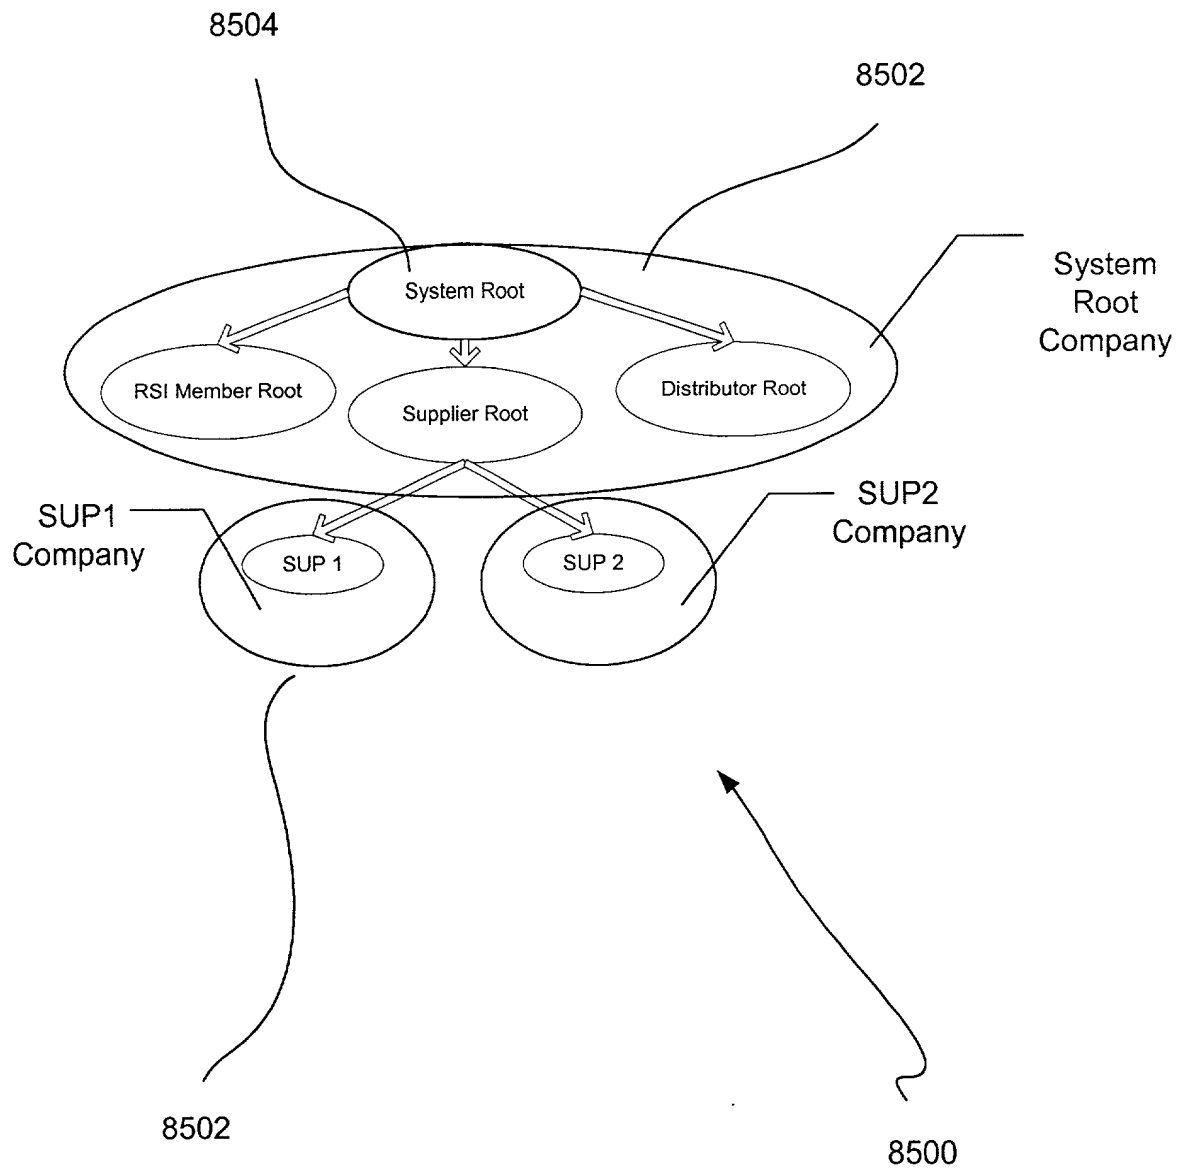 8504
8502
System Root
System
Root
Company
RSI Member Root
Supplier Root
Distributor Root
SUP1
Company
SUP2
Company
SUP 1
SUP 2
8502
8500